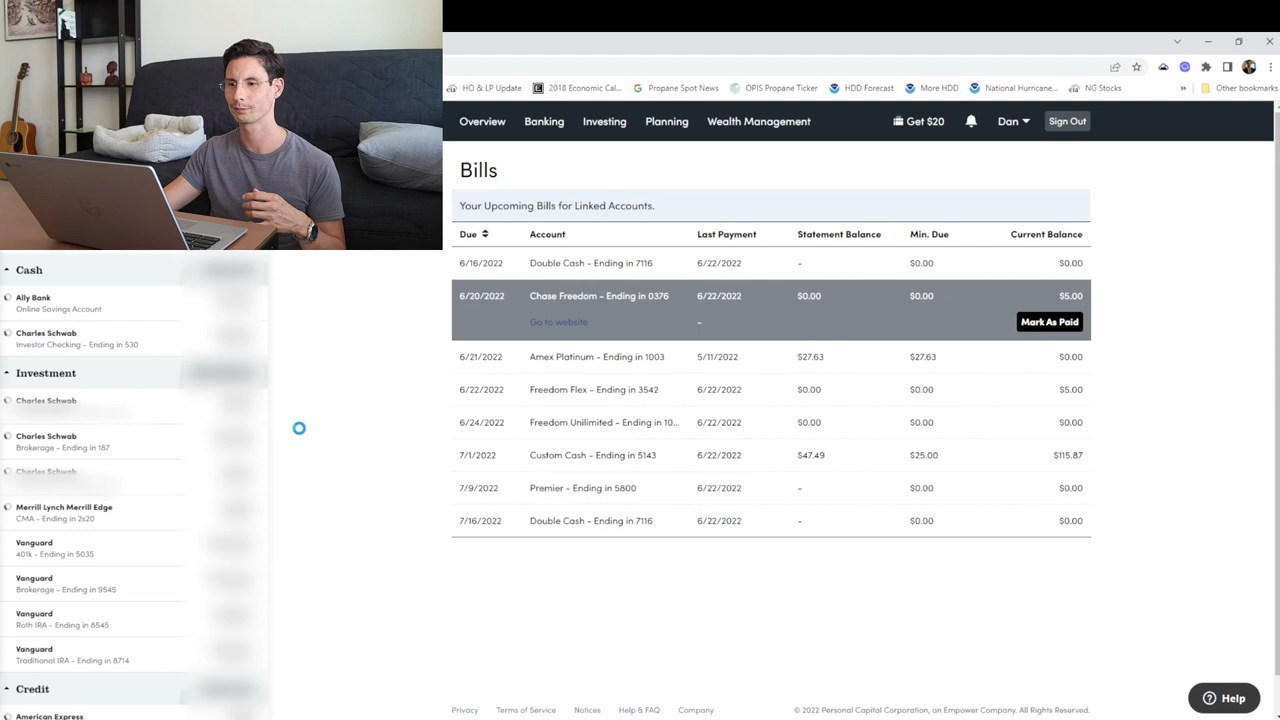 HO & LP Update 2018 Economic Cal... Propane Spot News OPIS Propane Ticker HDD Forecast More HDD National Hurricane... NG Stocks » Other bookmarks
Overview Banking Investing Planning Wealth Management Get $20 Dan Sign Out
Bills
Your Upcoming Bills for Linked Accounts.
Due Account Last Payment Statement Balance Min. Due Current Balance
6/16/2022 Double Cash - Ending in 7116 6/22/2022 - $0.00 $0.00
6/20/2022 Chase Freedom - Ending in 0376 6/22/2022 $0.00 $0.00 $5.00
Go to website - Mark As Paid
6/21/2022 Amex Platinum - Ending in 1003 5/11/2022 $27.63 $27.63 $0.00
6/22/2022 Freedom Flex - Ending in 3542 6/22/2022 $0.00 $0.00 $5.00
6/24/2022 Freedom Unilimited - Ending in 10... 6/22/2022 $0.00 $0.00 $0.00
7/1/2022 Custom Cash - Ending in 5143 6/22/2022 $47.49 $25.00 $115.87
7/9/2022 Premier - Ending in 5800 6/22/2022 - $0.00 $0.00
7/16/2022 Double Cash - Ending in 7116 6/22/2022 - $0.00 $0.00
Cash
Ally Bank
Online Savings Account
Charles Schwab
Investor Checking - Ending in 530
Investment
Charles Schwab
Charles Schwab
Brokerage - Ending in 187
Charles Schwab
Merrill Lynch Merrill Edge
CMA - Ending in 2s20
Vanguard
401k - Ending in 5035
Vanguard
Brokerage - Ending in 9545
Vanguard
Roth IRA - Ending in 8545
Vanguard
Traditional IRA - Ending in 8714
Credit
American Express
Help
Privacy Terms of Service Notices Help & FAQ Company © 2022 Personal Capital Corporation, an Empower Company. All Rights Reserved.